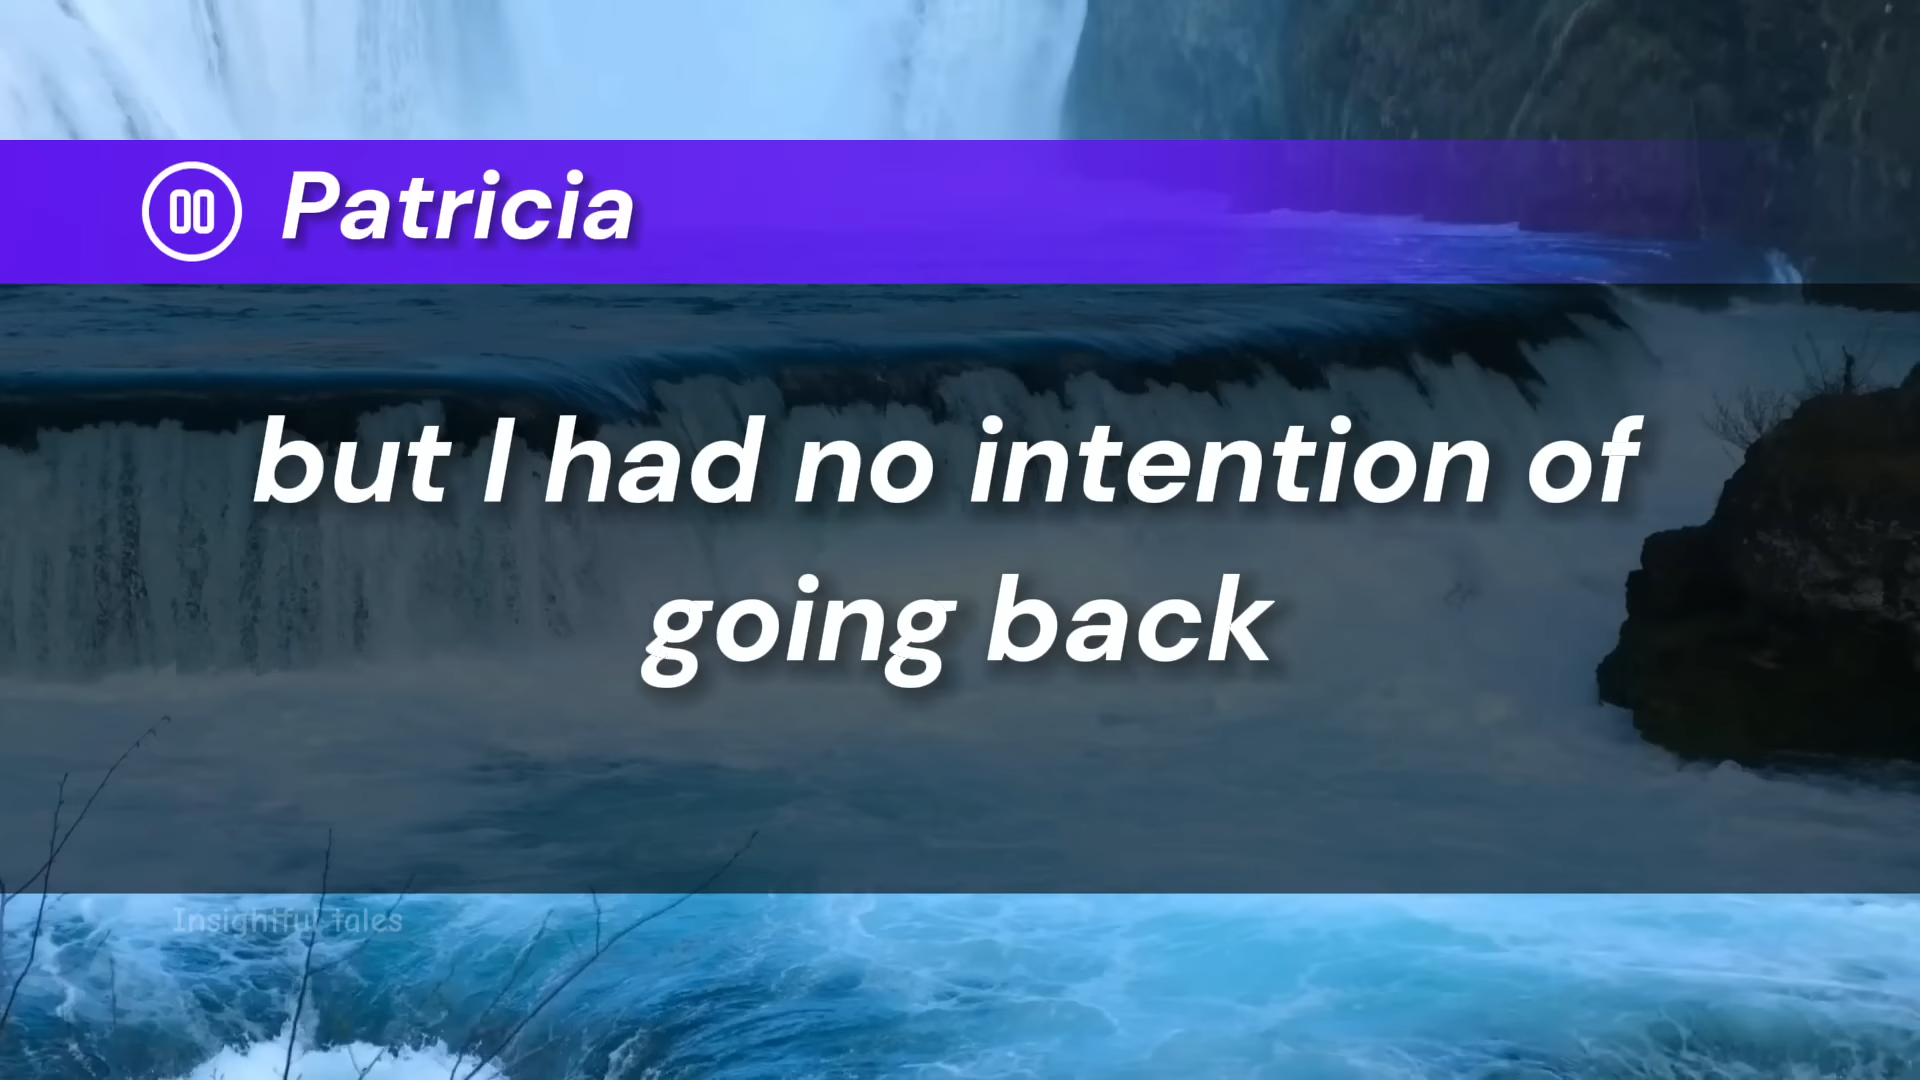 Patricia
but I had no intention of
going back
Insightful Tales